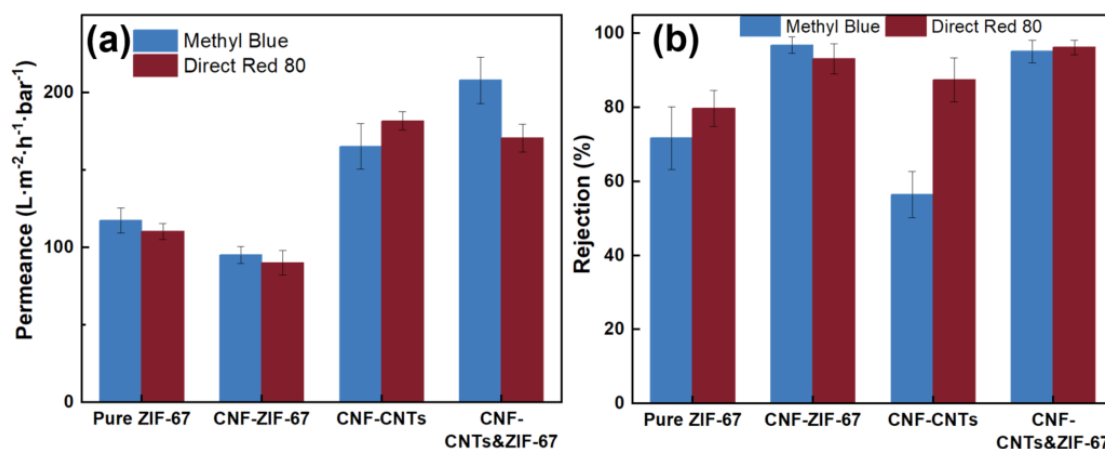 (a)
Methyl Blue
Direct Red 80
Permeance (L·m⁻²·h⁻¹·bar⁻¹)
200
100
0
Pure ZIF-67
CNF-ZIF-67
CNF-CNTs
CNF-
CNTs&ZIF-67
(b)
Methyl Blue
Direct Red 80
Rejection (%)
100
80
60
40
20
0
Pure ZIF-67
CNF-ZIF-67
CNF-CNTs
CNF-
CNTs&ZIF-67